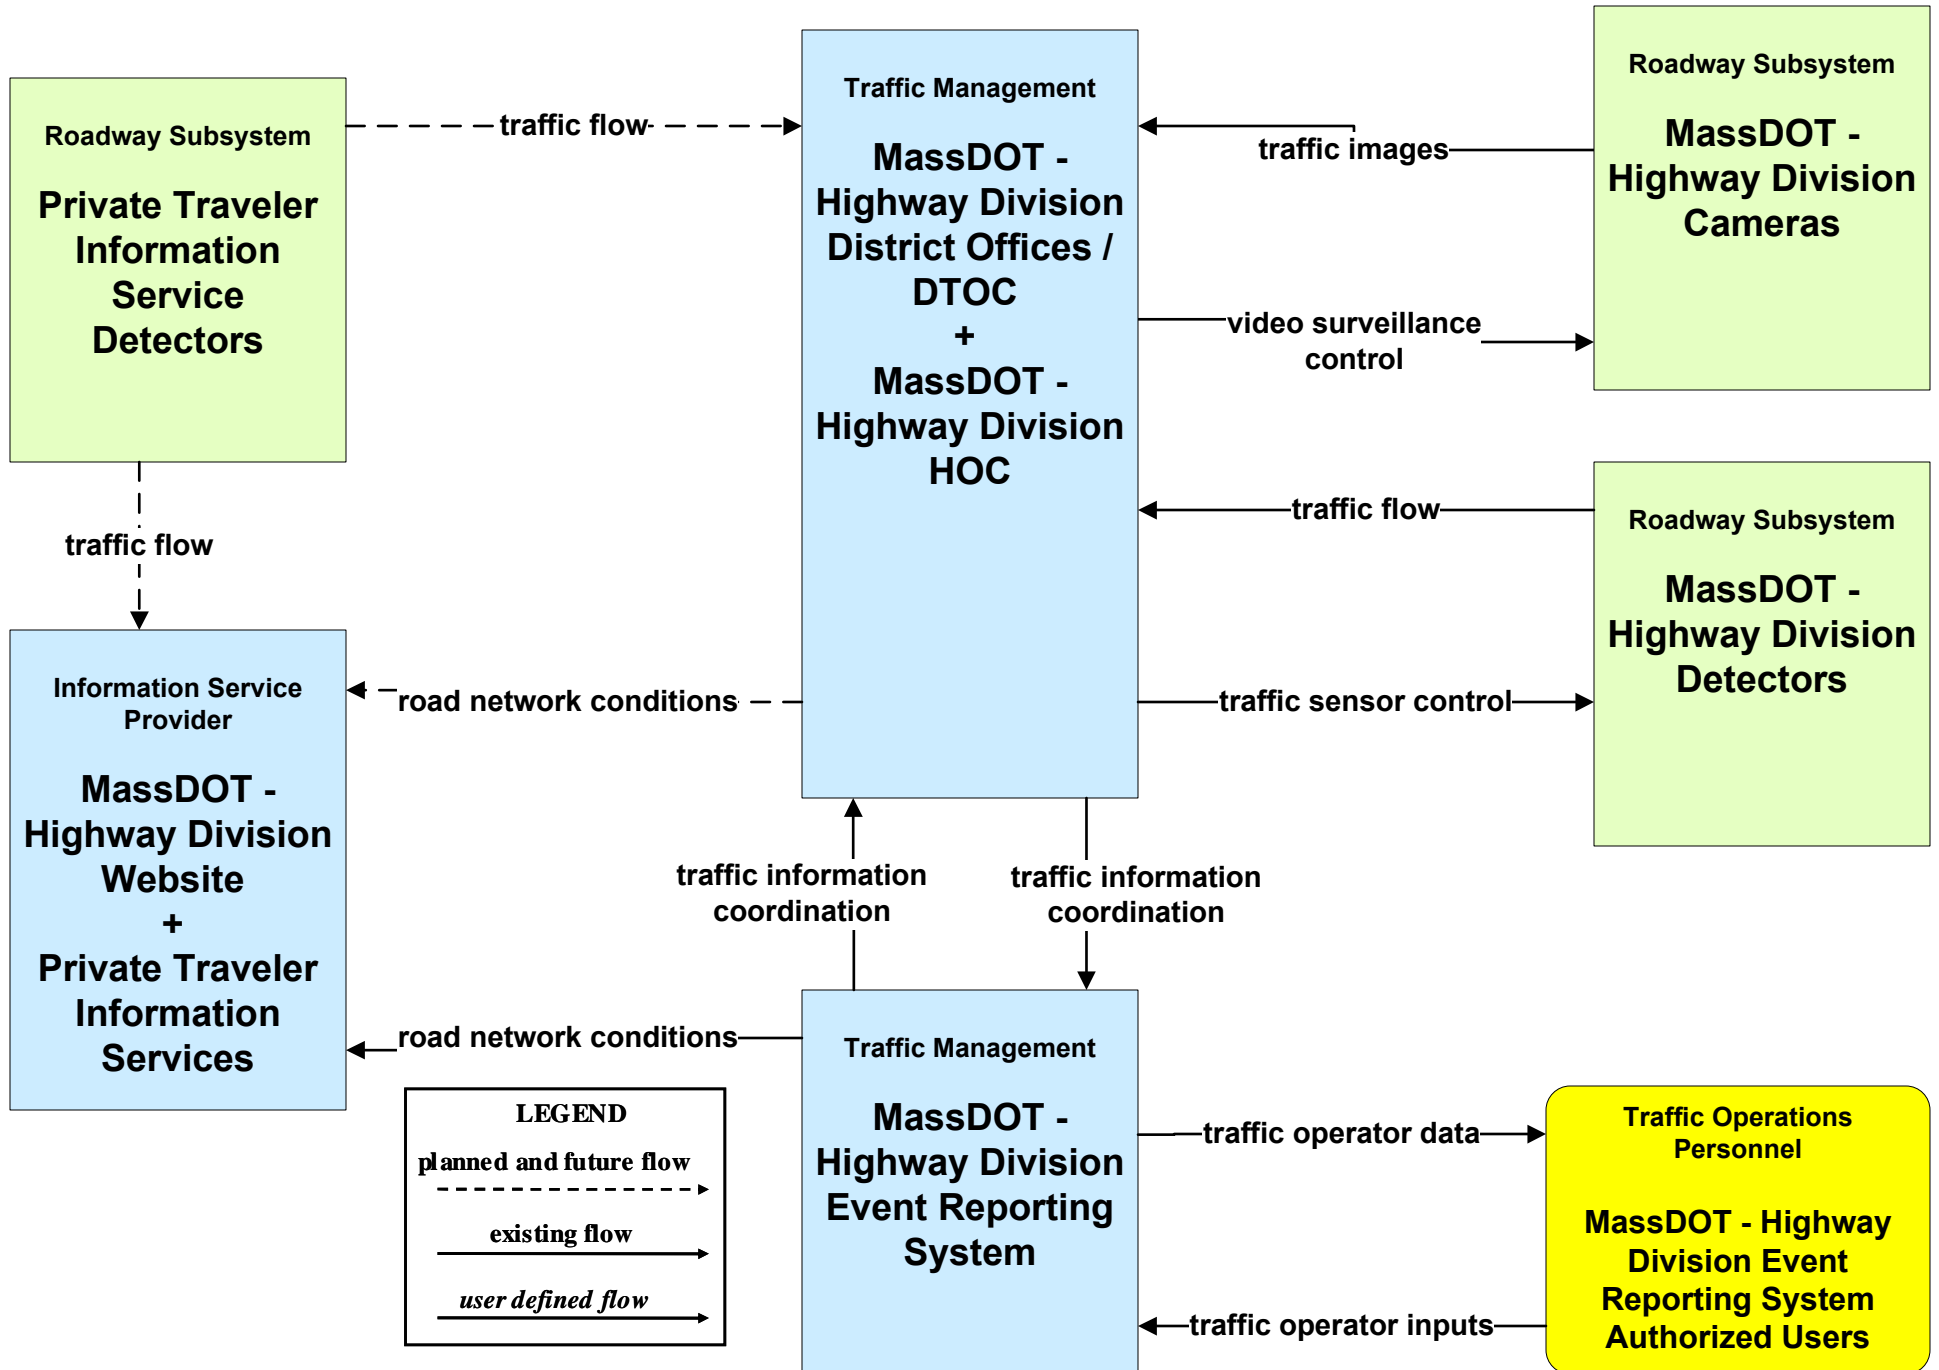 Roadway Subsystem
Private Traveler
Information
Service
Detectors
traffic flow
traffic flow
Traffic Management
MassDOT -
Highway Division
District Offices /
DTOC
+
MassDOT -
Highway Division
HOC
traffic images
video surveillance
control
Roadway Subsystem
MassDOT -
Highway Division
Cameras
traffic flow
traffic sensor control
Roadway Subsystem
MassDOT -
Highway Division
Detectors
Information Service
Provider
MassDOT -
Highway Division
Website
+
Private Traveler
Information
Services
road network conditions
traffic information
coordination
traffic information
coordination
road network conditions
LEGEND
planned and future flow
existing flow
user defined flow
Traffic Management
MassDOT -
Highway Division
Event Reporting
System
traffic operator data
traffic operator inputs
Traffic Operations
Personnel
MassDOT - Highway
Division Event
Reporting System
Authorized Users